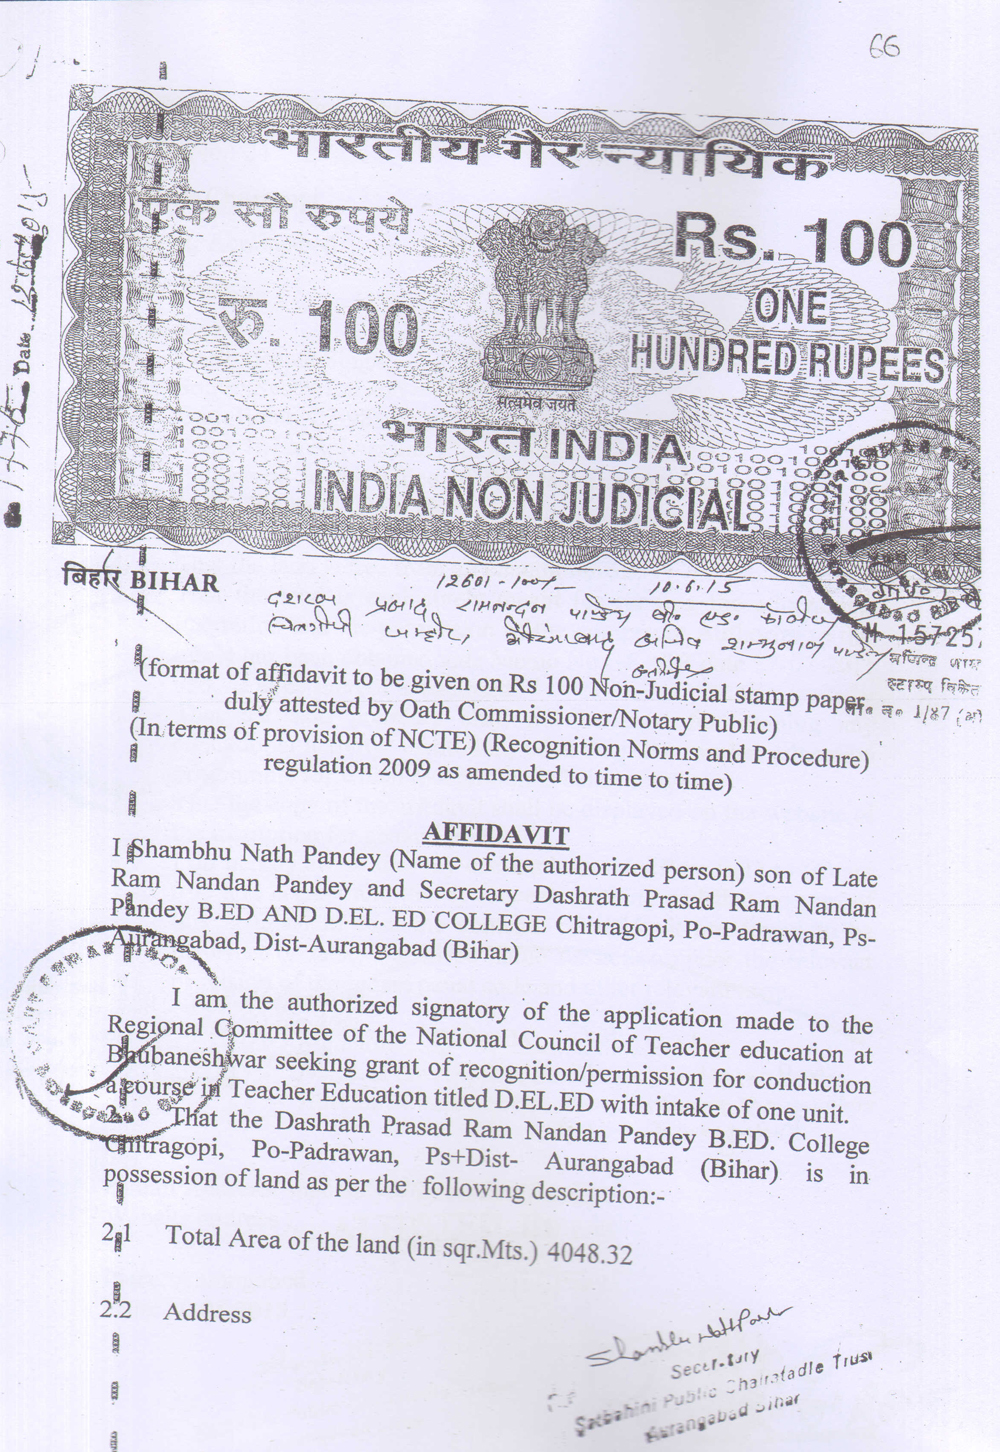 66
भारतीय गैर न्यायिक
एक सौ रुपये
Rs. 100
रु. 100
ONE
HUNDRED RUPEES
सत्यमेव जयते
भारत INDIA
INDIA NON JUDICIAL
Date
बिहार BIHAR
12601-100/-
10.6.15
M 15725
(format of affidavit to be given on Rs 100 Non-Judicial stamp paper
duly attested by Oath Commissioner/Notary Public)
(In terms of provision of NCTE) (Recognition Norms and Procedure)
regulation 2009 as amended to time to time)
AFFIDAVIT
I Shambhu Nath Pandey (Name of the authorized person) son of Late
Ram Nandan Pandey and Secretary Dashrath Prasad Ram Nandan
Pandey B.ED AND D.EL. ED COLLEGE Chitragopi, Po-Padrawan, Ps-
Aurangabad, Dist-Aurangabad (Bihar)
I am the authorized signatory of the application made to the
Regional Committee of the National Council of Teacher education at
Bhubaneshwar seeking grant of recognition/permission for conduction
a course in Teacher Education titled D.EL.ED with intake of one unit.
2. That the Dashrath Prasad Ram Nandan Pandey B.ED. College
Chitragopi, Po-Padrawan, Ps+Dist- Aurangabad (Bihar) is in
possession of land as per the following description:-
2.1 Total Area of the land (in sqr.Mts.) 4048.32
2.2 Address
Secretary
Satbahini Public Chairatadle Trust
Aurangabad Bihar